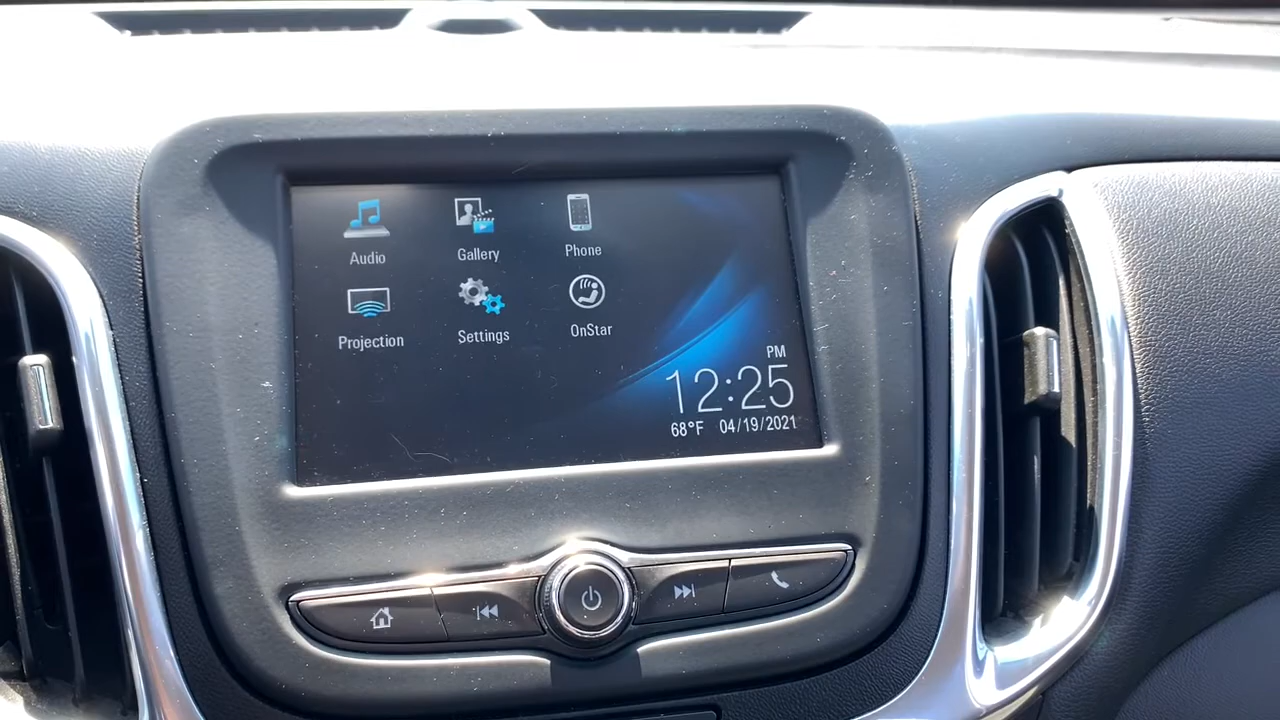 Audio
Gallery
Phone
Projection
Settings
OnStar
PM
12:25
68°F 04/19/2021